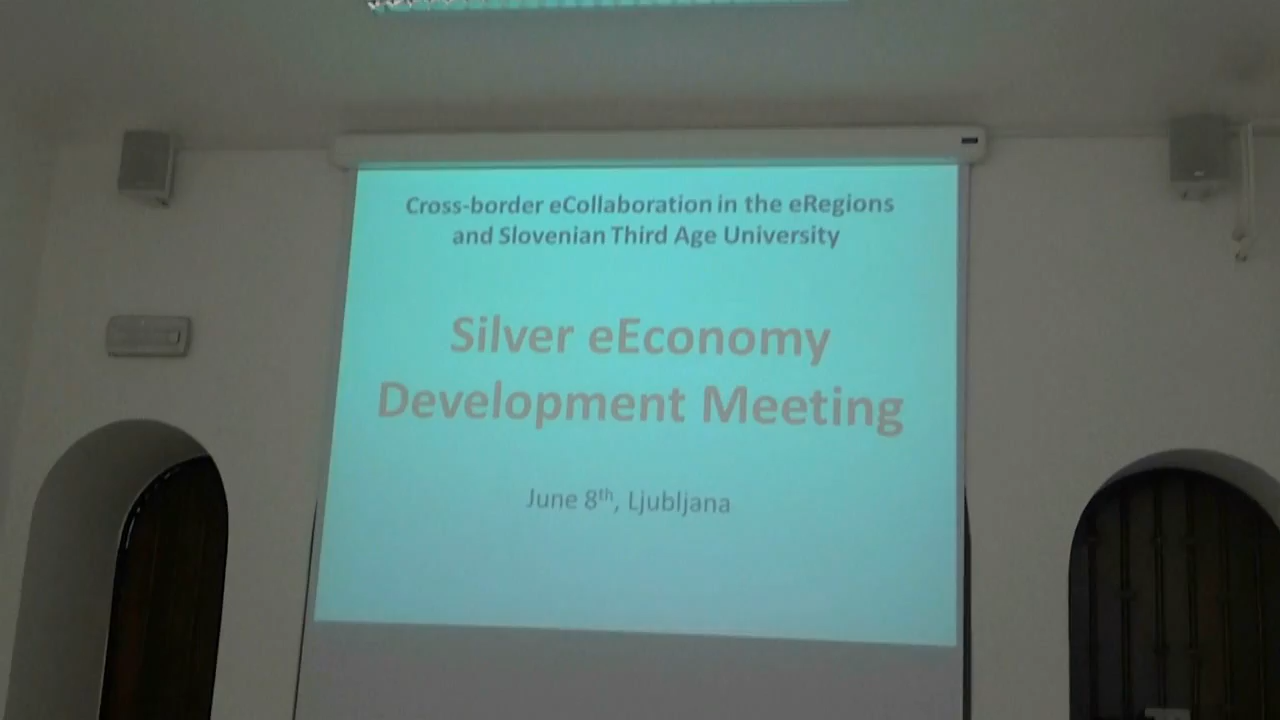 Cross-border eCollaboration in the eRegions
and Slovenian Third Age University
Silver eEconomy
Development Meeting
June 8th, Ljubljana